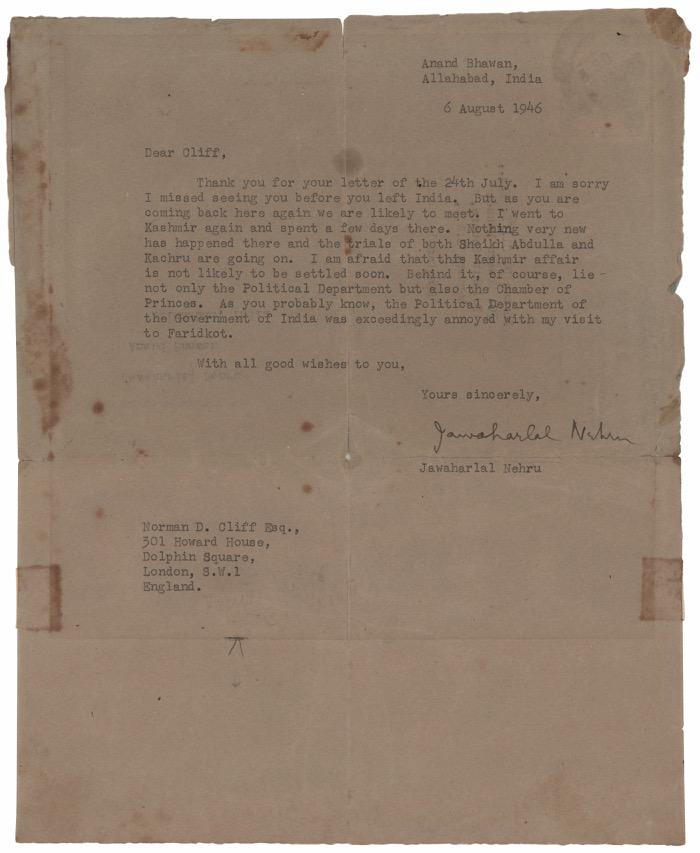 Anand Bhawan,
Allahabad, India
6 August 1946
Dear Cliff,
Thank you for your letter of the 24th July. I am sorry
I missed seeing you before you left India. But as you are
coming back here again we are likely to meet. I went to
Kashmir again and spent a few days there. Nothing very new
has happened there and the trials of both Sheikh Abdulla and
Kachru are going on. I am afraid that this Kashmir affair
is not likely to be settled soon. Behind it, of course, lie
not only the Political Department but also the Chamber of
Princes. As you probably know, the Political Department of
the Government of India was exceedingly annoyed with my visit
to Faridkot.
With all good wishes to you,
Yours sincerely,
Jawaharlal Nehru
Jawaharlal Nehru
Norman D. Cliff Esq.,
301 Howard House,
Dolphin Square,
London, S.W.1
England.